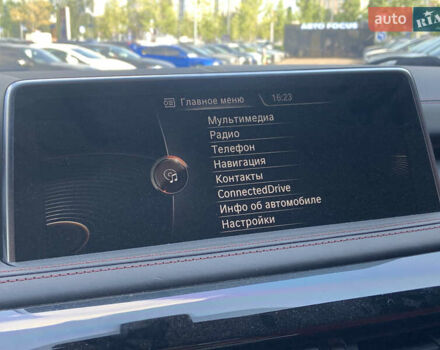 AUTO FOCUS
auto RIA
Главное меню 16:23
Мультимедиа
Радио
Телефон
Навигация
Контакты
ConnectedDrive
Инфо об автомобиле
Настройки